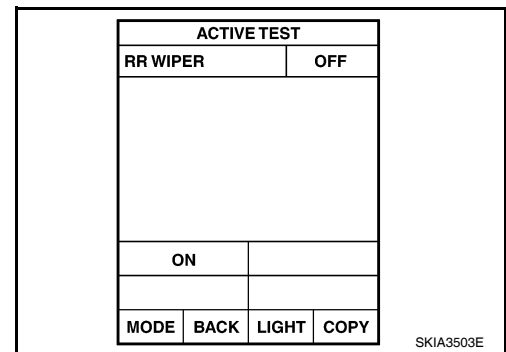 ACTIVE TEST
RR WIPER OFF
ON
MODE BACK LIGHT COPY
SKIA3503E